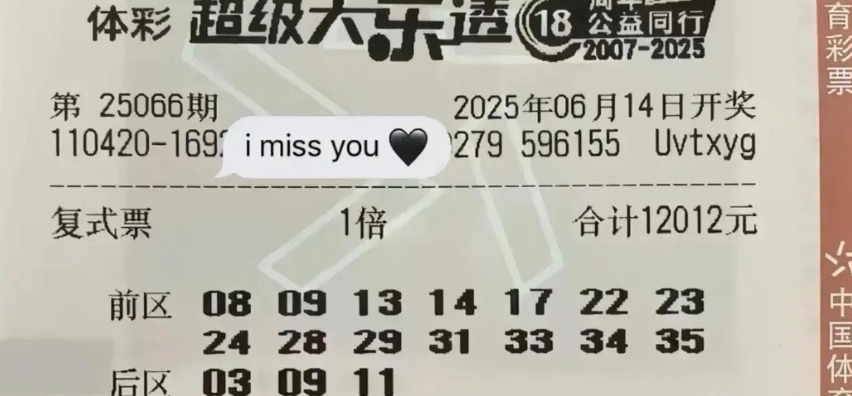 体彩 超级大乐透 18 周年 公益同行
2007-2025
第 25066期 2025年06月14日开奖
110420-169 i miss you 🖤 279 596155 Uvtxyg
复式票 1倍 合计12012元
前区 08 09 13 14 17 22 23
24 28 29 31 33 34 35
后区 03 09 11
育彩票
中国体育